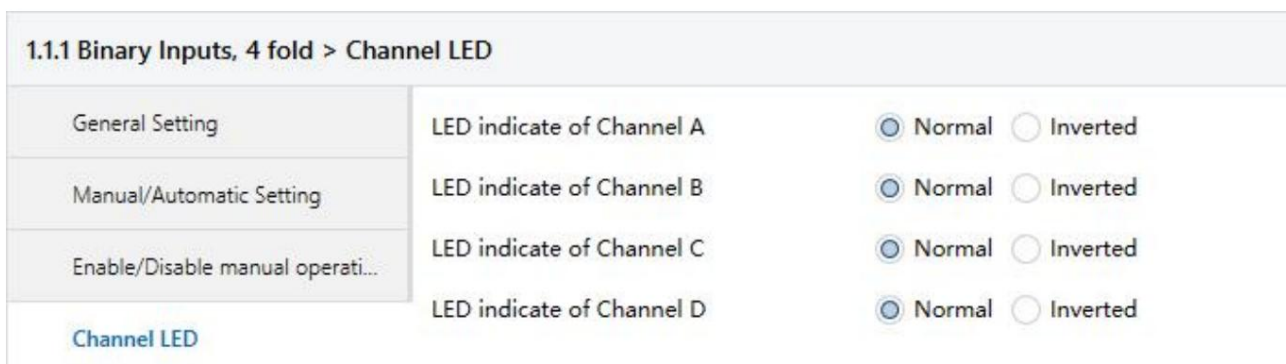 1.1.1 Binary Inputs, 4 fold > Channel LED
General Setting
Manual/Automatic Setting
Enable/Disable manual operati...
Channel LED
LED indicate of Channel A Normal Inverted
LED indicate of Channel B Normal Inverted
LED indicate of Channel C Normal Inverted
LED indicate of Channel D Normal Inverted